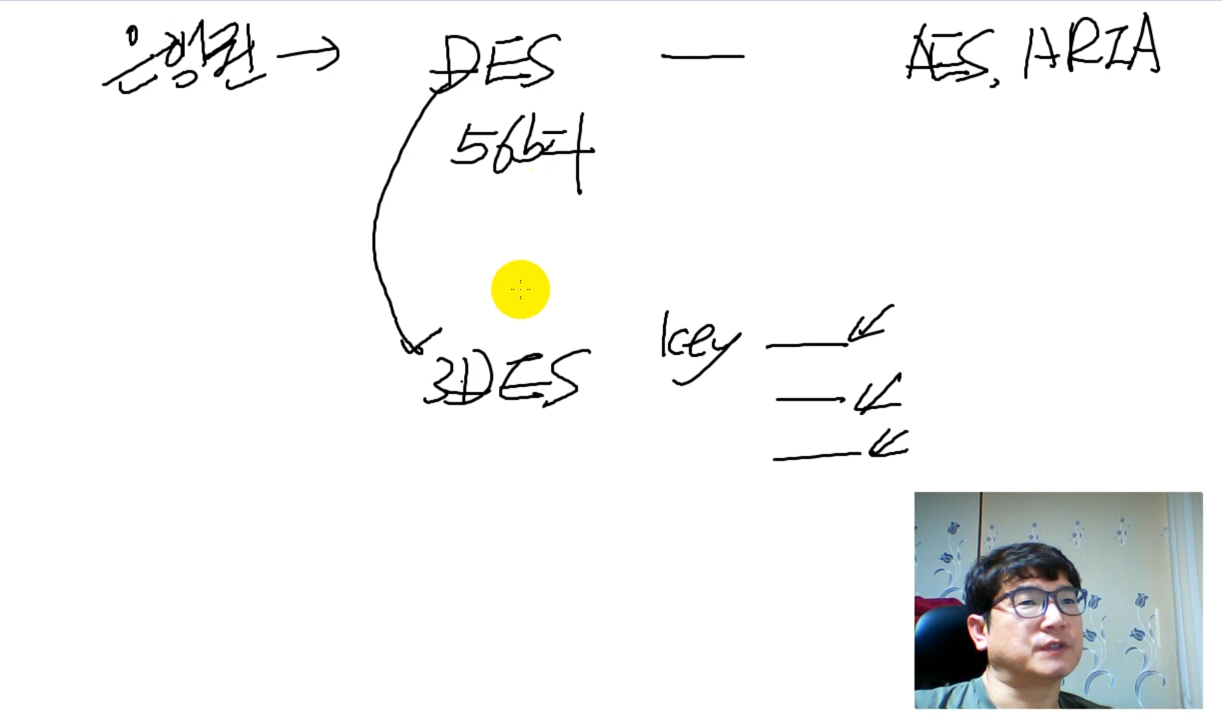 은행권 → DES — AES, ARIA
56bit
3DES key